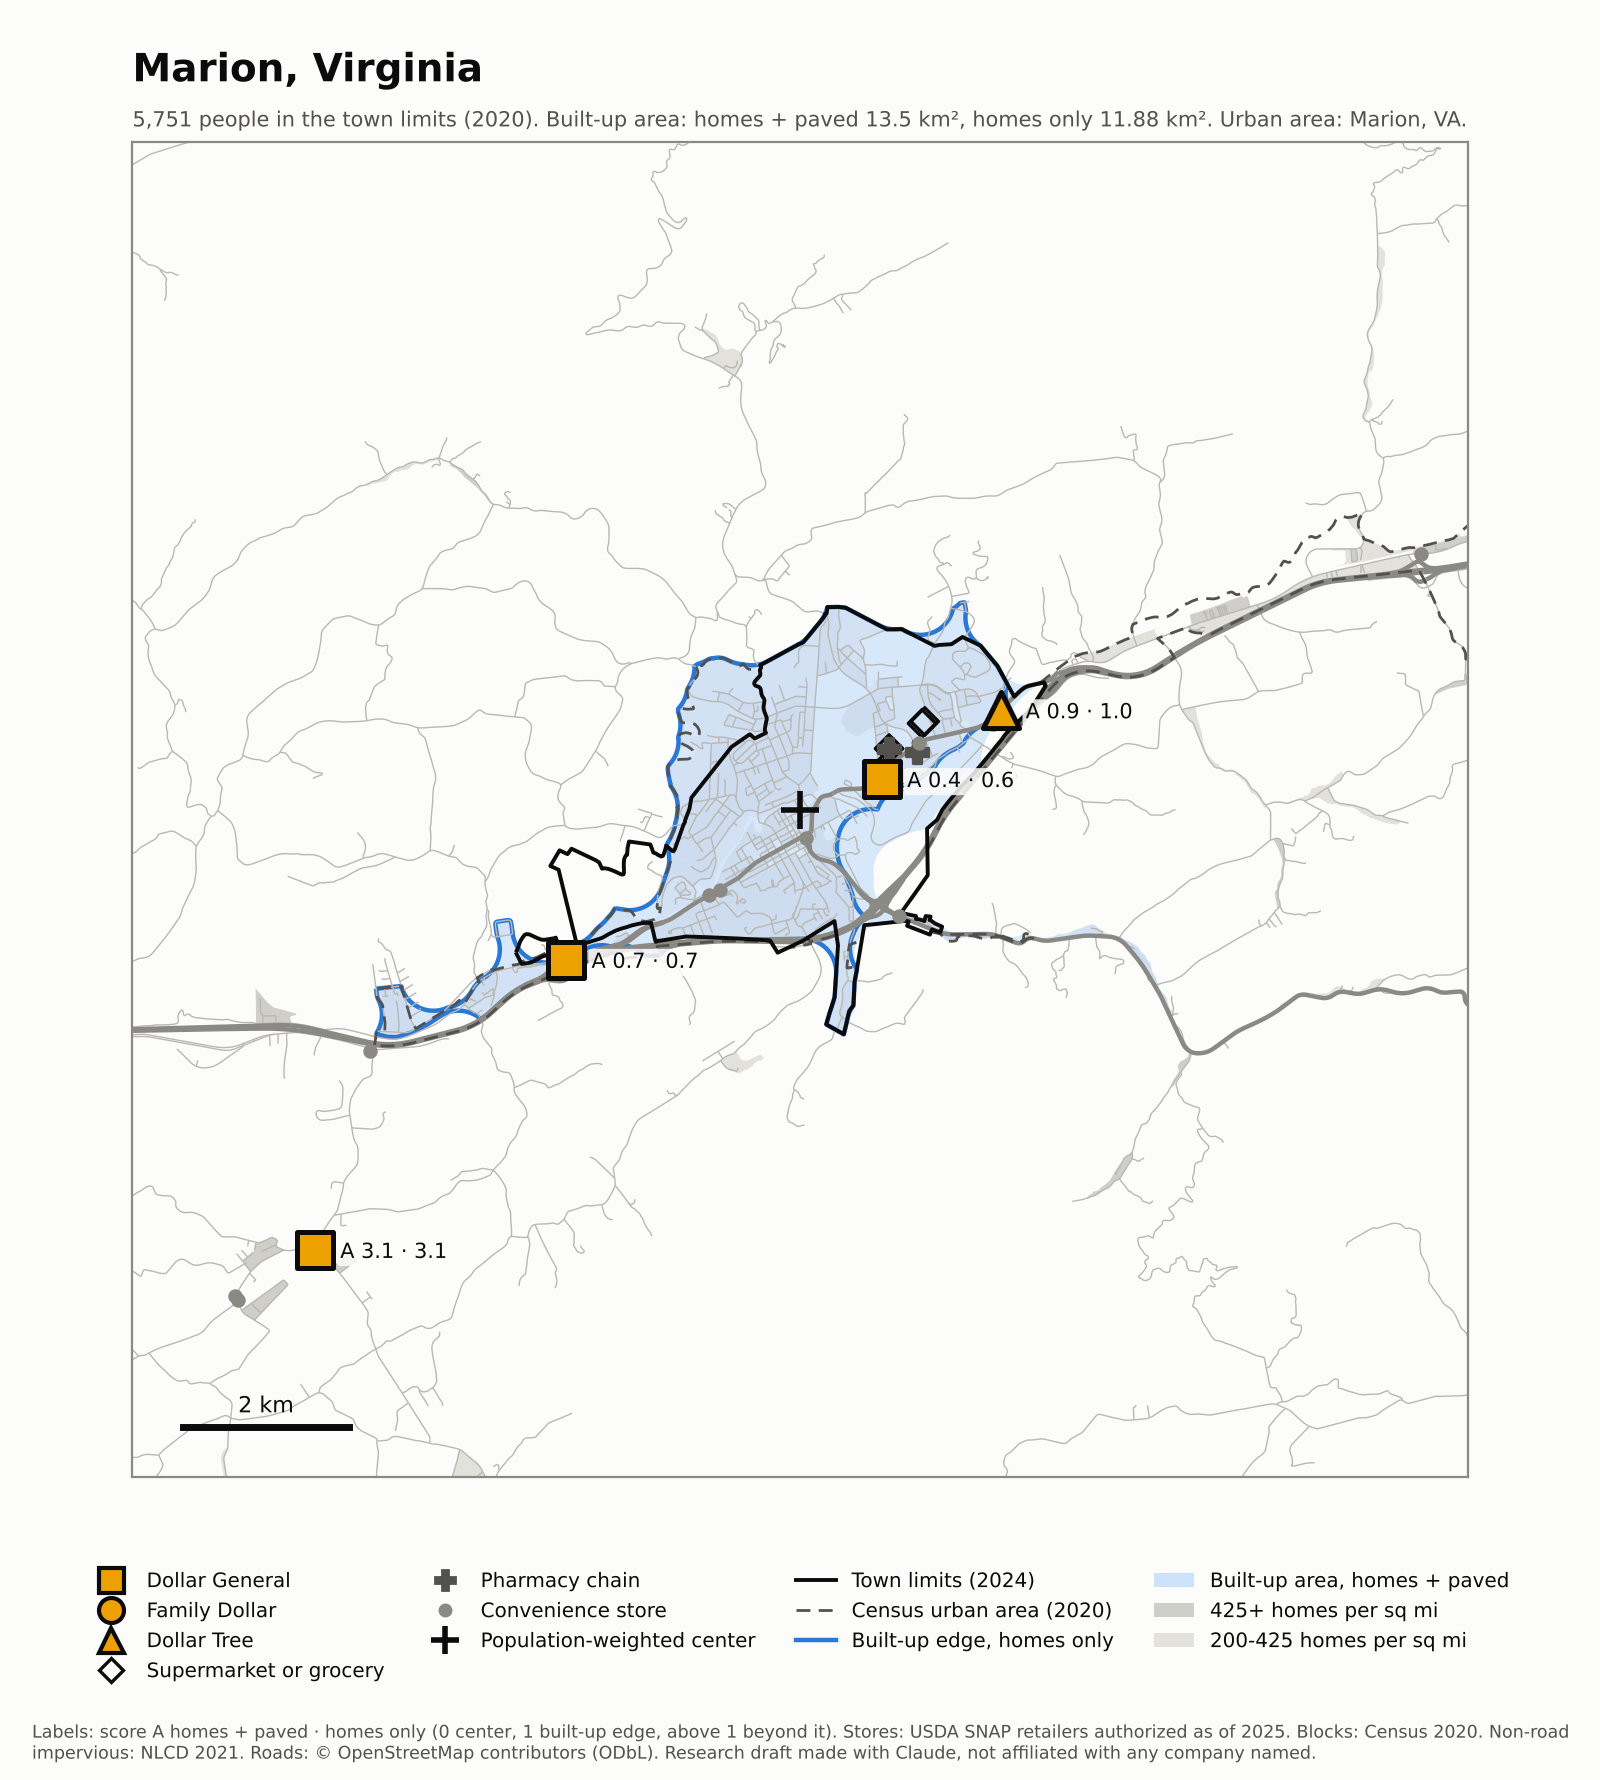 Marion, Virginia
5,751 people in the town limits (2020). Built-up area: homes + paved 13.5 km², homes only 11.88 km². Urban area: Marion, VA.
A 0.9 · 1.0
A 0.4 · 0.6
A 0.7 · 0.7
A 3.1 · 3.1
2 km
Dollar General
Family Dollar
Dollar Tree
Supermarket or grocery
Pharmacy chain
Convenience store
Population-weighted center
Town limits (2024)
Census urban area (2020)
Built-up edge, homes only
Built-up area, homes + paved
425+ homes per sq mi
200-425 homes per sq mi
Labels: score A homes + paved · homes only (0 center, 1 built-up edge, above 1 beyond it). Stores: USDA SNAP retailers authorized as of 2025. Blocks: Census 2020. Non-road
impervious: NLCD 2021. Roads: © OpenStreetMap contributors (ODbL). Research draft made with Claude, not affiliated with any company named.